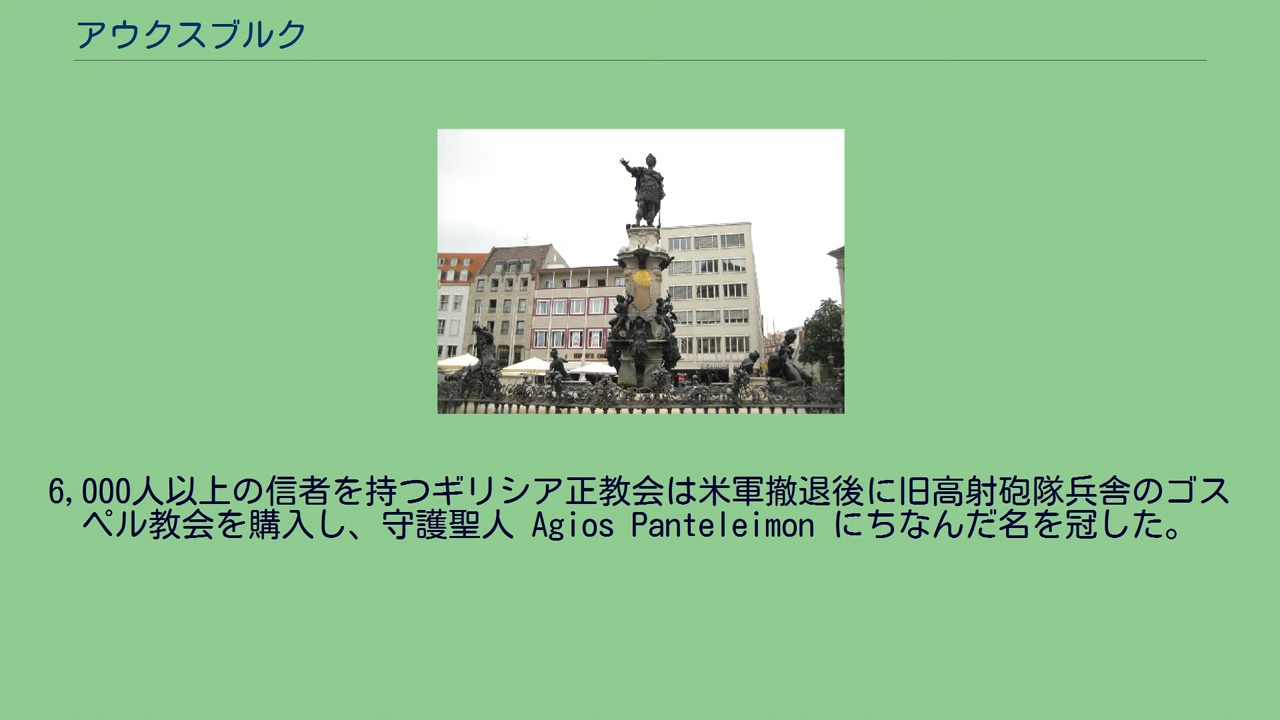 アウクスブルク
6,000人以上の信者を持つギリシア正教会は米軍撤退後に旧高射砲隊兵舎のゴス
ペル教会を購入し、守護聖人 Agios Panteleimon にちなんだ名を冠した。